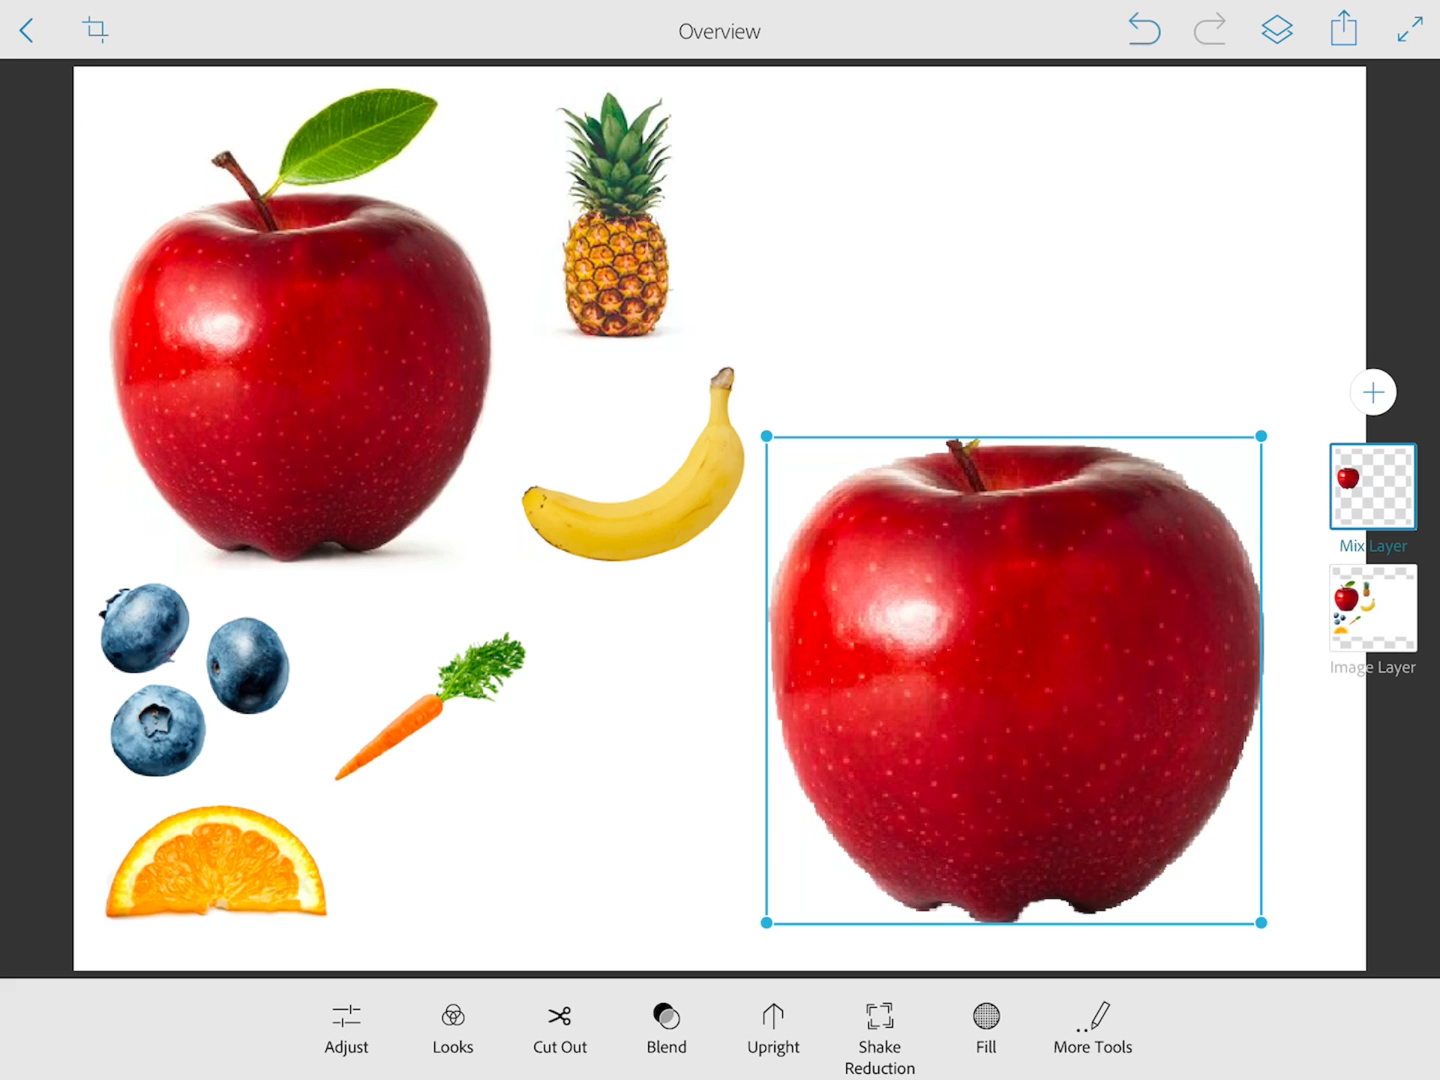 Overview
Mix Layer
Image Layer
Adjust
Looks
Cut Out
Blend
Upright
Shake
Reduction
Fill
More Tools